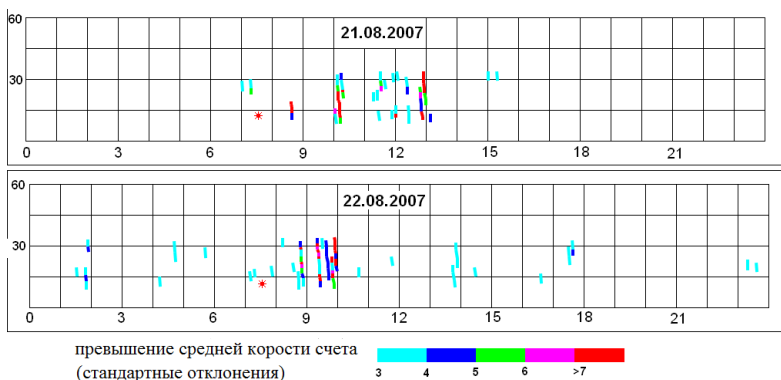 21.08.2007
60
30
0 3 6 9 12 15 18 21
22.08.2007
60
30
0
0 3 6 9 12 15 18 21
превышение средней корости счета
(стандартные отклонения)
3 4 5 6 >7